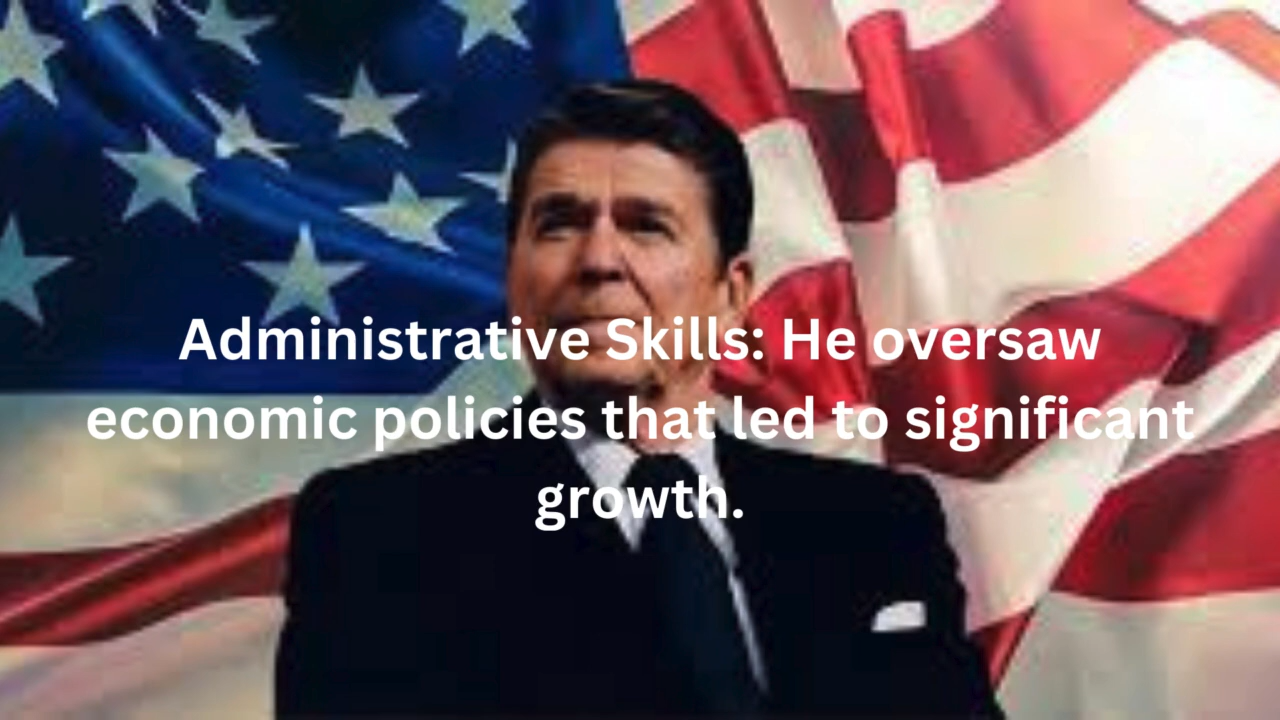 Administrative Skills: He oversaw
economic policies that led to significant
growth.